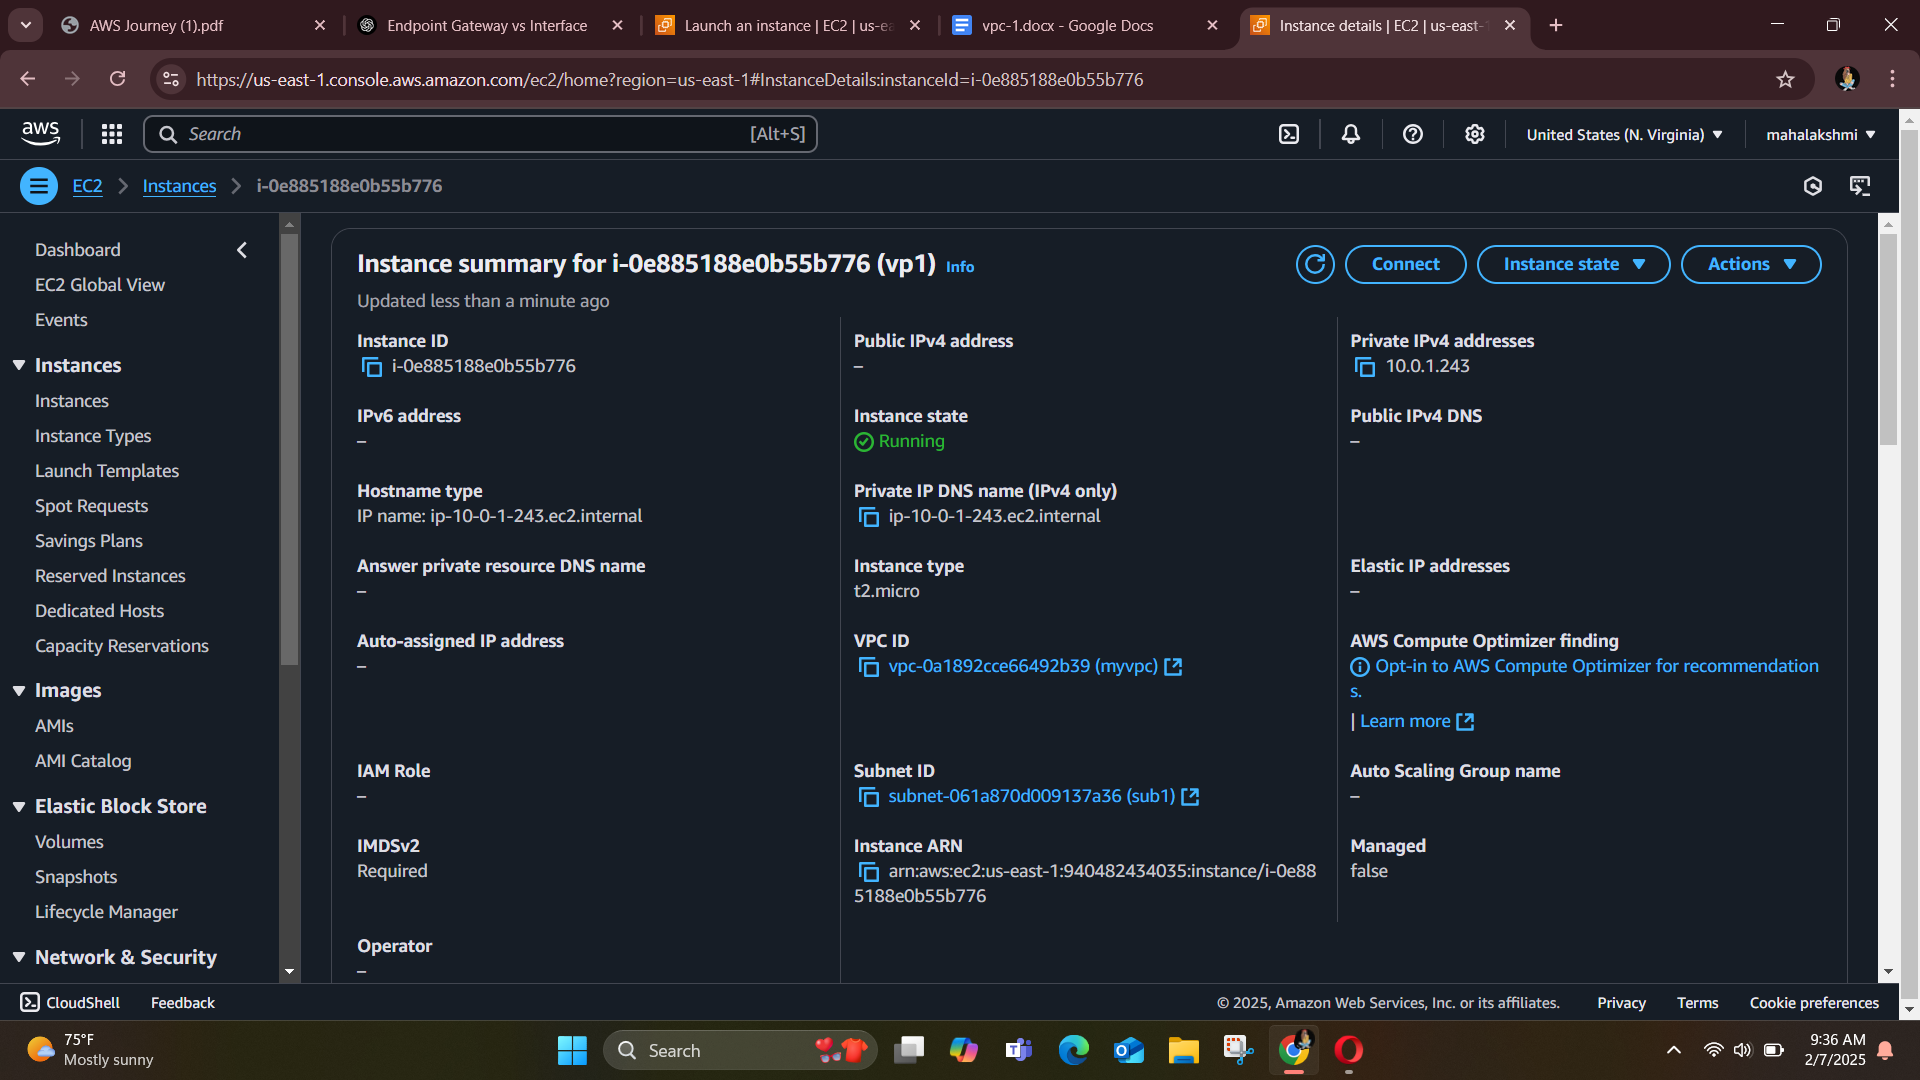 AWS Journey (1).pdf
Endpoint Gateway vs Interface
Launch an instance | EC2 | us-ea
vpc-1.docx - Google Docs
Instance details | EC2 | us-east-
https://us-east-1.console.aws.amazon.com/ec2/home?region=us-east-1#InstanceDetails:instanceId=i-0e885188e0b55b776
aws
Search
[Alt+S]
United States (N. Virginia)
mahalakshmi
EC2
Instances
i-0e885188e0b55b776
Dashboard
EC2 Global View
Events
Instances
Instances
Instance Types
Launch Templates
Spot Requests
Savings Plans
Reserved Instances
Dedicated Hosts
Capacity Reservations
Images
AMIs
AMI Catalog
Elastic Block Store
Volumes
Snapshots
Lifecycle Manager
Network & Security
Instance summary for i-0e885188e0b55b776 (vp1) Info
Updated less than a minute ago
Connect
Instance state
Actions
Instance ID
i-0e885188e0b55b776
Public IPv4 address
–
Private IPv4 addresses
10.0.1.243
IPv6 address
–
Instance state
Running
Public IPv4 DNS
–
Hostname type
IP name: ip-10-0-1-243.ec2.internal
Private IP DNS name (IPv4 only)
ip-10-0-1-243.ec2.internal
Answer private resource DNS name
–
Instance type
t2.micro
Elastic IP addresses
–
Auto-assigned IP address
–
VPC ID
vpc-0a1892cce66492b39 (myvpc)
AWS Compute Optimizer finding
Opt-in to AWS Compute Optimizer for recommendation
s.
| Learn more
IAM Role
–
Subnet ID
subnet-061a870d009137a36 (sub1)
Auto Scaling Group name
–
IMDSv2
Required
Instance ARN
arn:aws:ec2:us-east-1:940482434035:instance/i-0e88
5188e0b55b776
Managed
false
Operator
–
CloudShell
Feedback
© 2025, Amazon Web Services, Inc. or its affiliates.
Privacy
Terms
Cookie preferences
75°F
Mostly sunny
Search
9:36 AM
2/7/2025